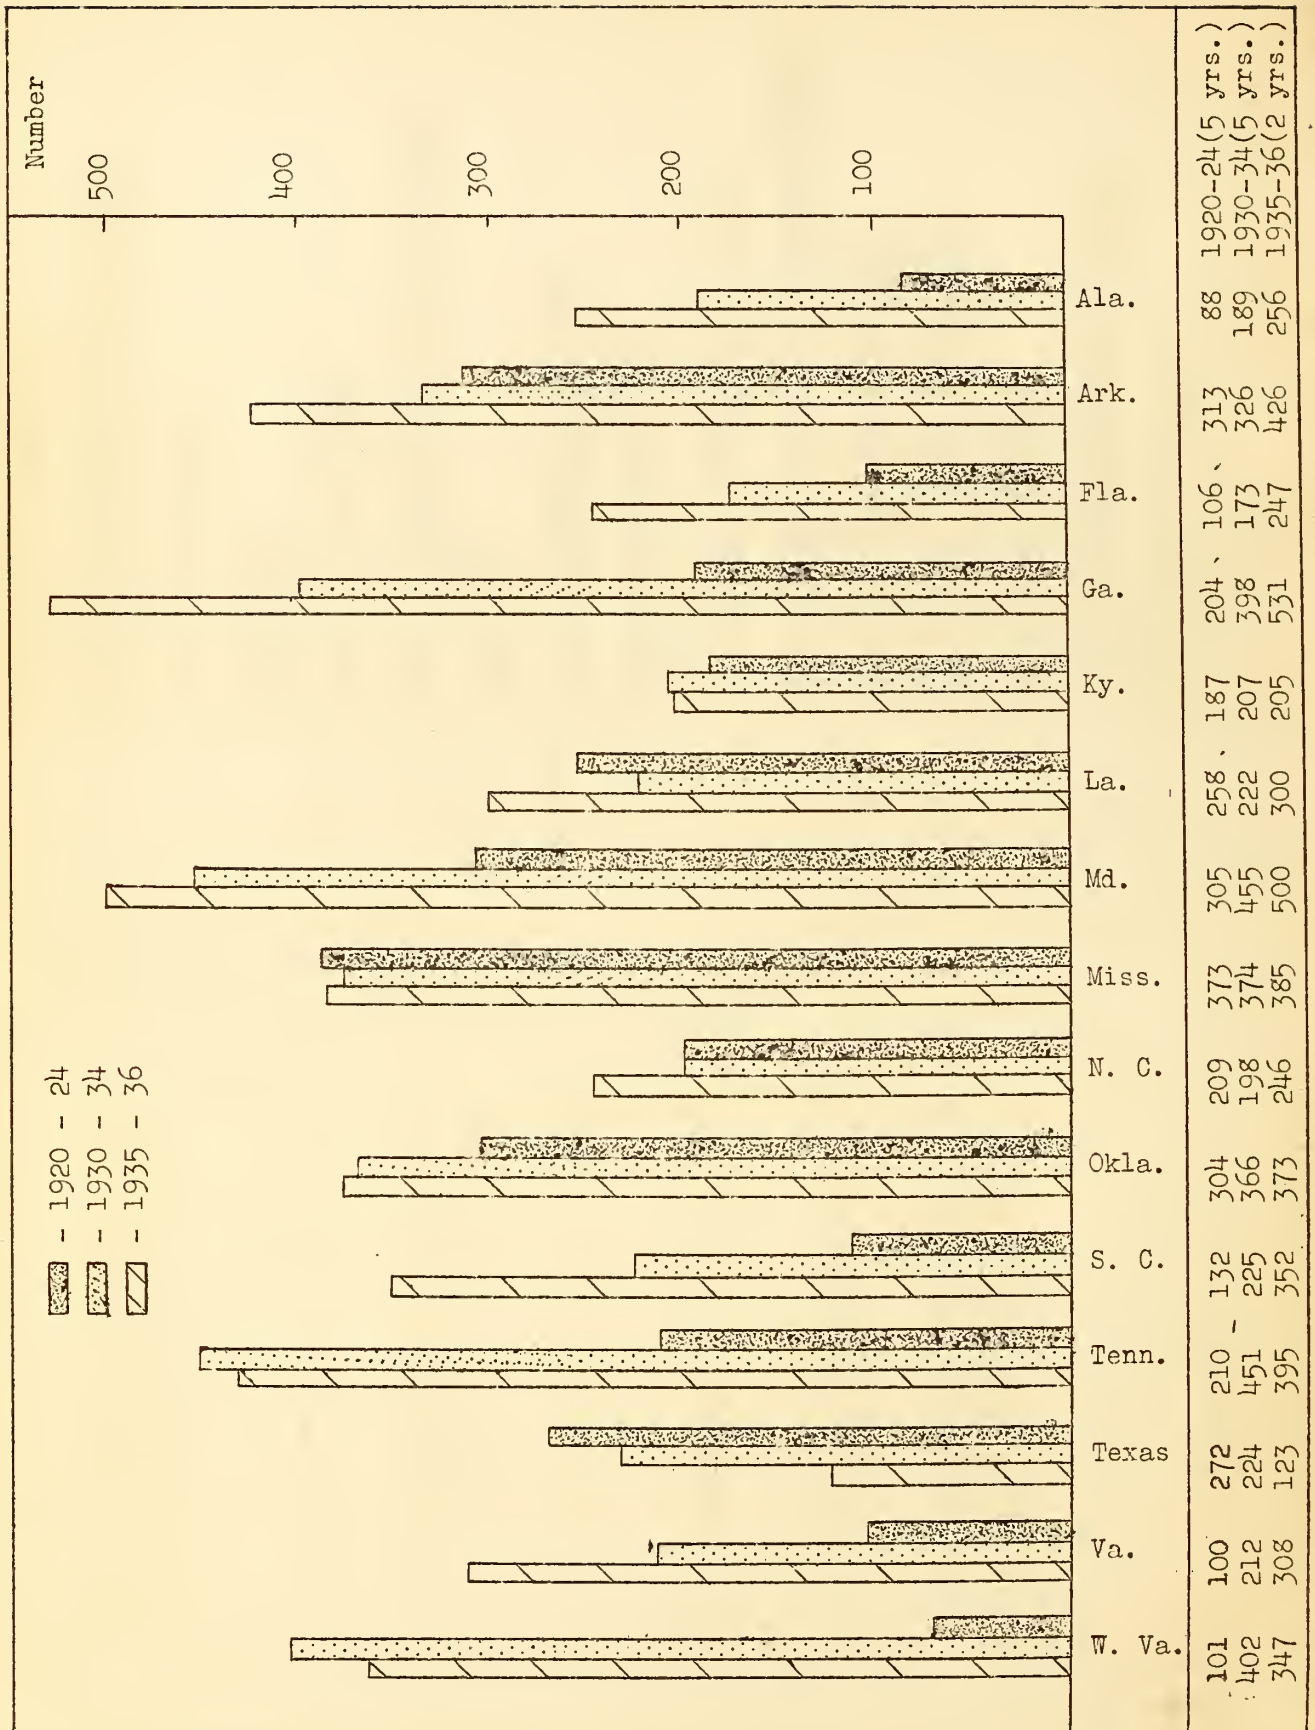 Number
500
400
300
200
100
- 1920 - 24
- 1930 - 34
- 1935 - 36
Ala.
Ark.
Fla.
Ga.
Ky.
La.
Md.
Miss.
N. C.
Okla.
S. C.
Tenn.
Texas
Va.
W. Va.
101 100 272 210 132 304 209 373 305 258 187 204 106 313 88 1920-24(5 yrs.)
402 212 224 451 225 366 198 374 455 222 207 398 173 326 189 1930-34(5 yrs.)
347 308 123 395 352 373 246 385 500 300 205 531 247 426 256 1935-36(2 yrs.)